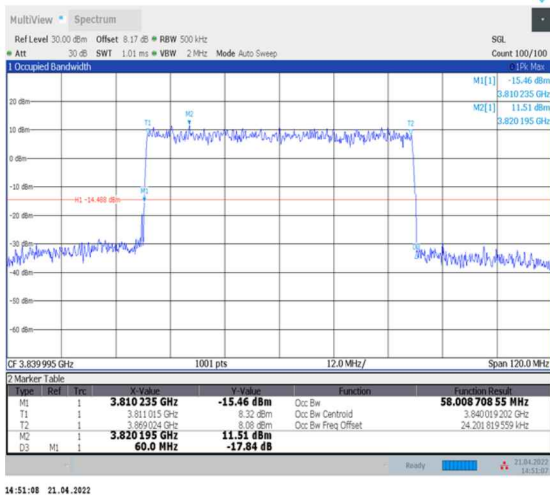 MultiView Spectrum
Ref Level 30.00 dBm Offset 8.17 dB RBW 500 kHz SGL
Att 30 dB SWT 1.01 ms VBW 2 MHz Mode Auto Sweep Count 100/100
1 Occupied Bandwidth 1Pk Max
M1[1] -15.46 dBm
3.810 235 GHz
M2[1] 11.51 dBm
3.820 195 GHz
20 dBm
T1 M2 T2
10 dBm
0 dBm
-10 dBm
M1
H1 -14.488 dBm
-20 dBm
-30 dBm
D3
-40 dBm
-50 dBm
-60 dBm
CF 3.839 995 GHz 1001 pts 12.0 MHz/ Span 120.0 MHz
2 Marker Table
Type Ref Trc X-Value Y-Value Function Function Result
M1 1 3.810 235 GHz -15.46 dBm Occ Bw 58.008 708 55 MHz
T1 1 3.811 015 GHz 8.32 dBm Occ Bw Centroid 3.840 019 202 GHz
T2 1 3.869 024 GHz 8.08 dBm Occ Bw Freq Offset 24.201 819 559 kHz
M2 1 3.820 195 GHz 11.51 dBm
D3 M1 1 60.0 MHz -17.84 dB
Ready 21.04.2022
14:51:07
14:51:08 21.04.2022